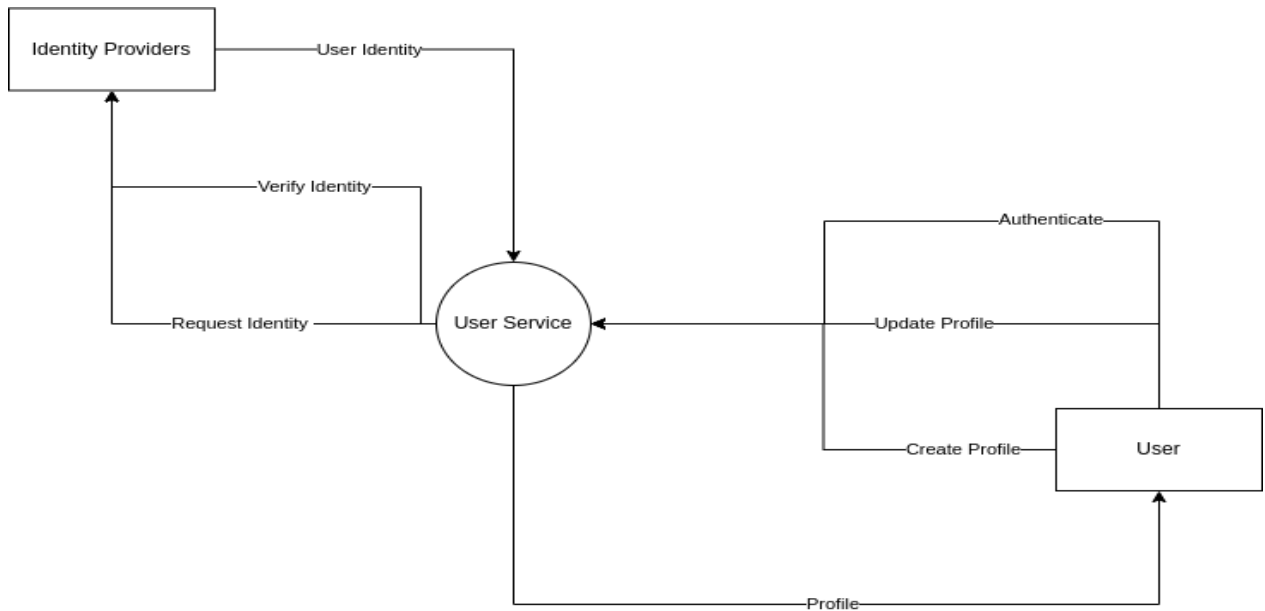 Identity Providers
User Identity
Verify Identity
Authenticate
Request Identity
User Service
Update Profile
Create Profile
User
Profile